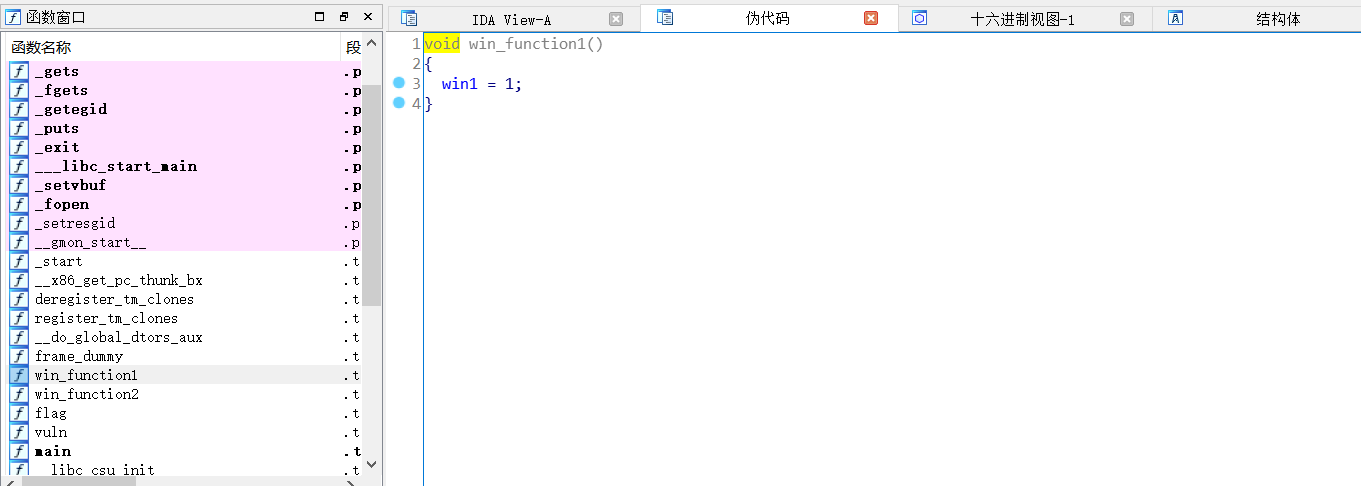 函数窗口
IDA View-A
伪代码
十六进制视图-1
结构体
函数名称 段
f _gets .p
f _fgets .p
f _getegid .p
f _puts .p
f _exit .p
f ___libc_start_main .p
f _setvbuf .p
f _fopen .p
f _setresgid .p
f __gmon_start__ .p
f _start .t
f __x86_get_pc_thunk_bx .t
f deregister_tm_clones .t
f register_tm_clones .t
f __do_global_dtors_aux .t
f frame_dummy .t
f win_function1 .t
f win_function2 .t
f flag .t
f vuln .t
f main .t
f __libc_csu_init .t
1 void win_function1()
2 {
3 win1 = 1;
4 }